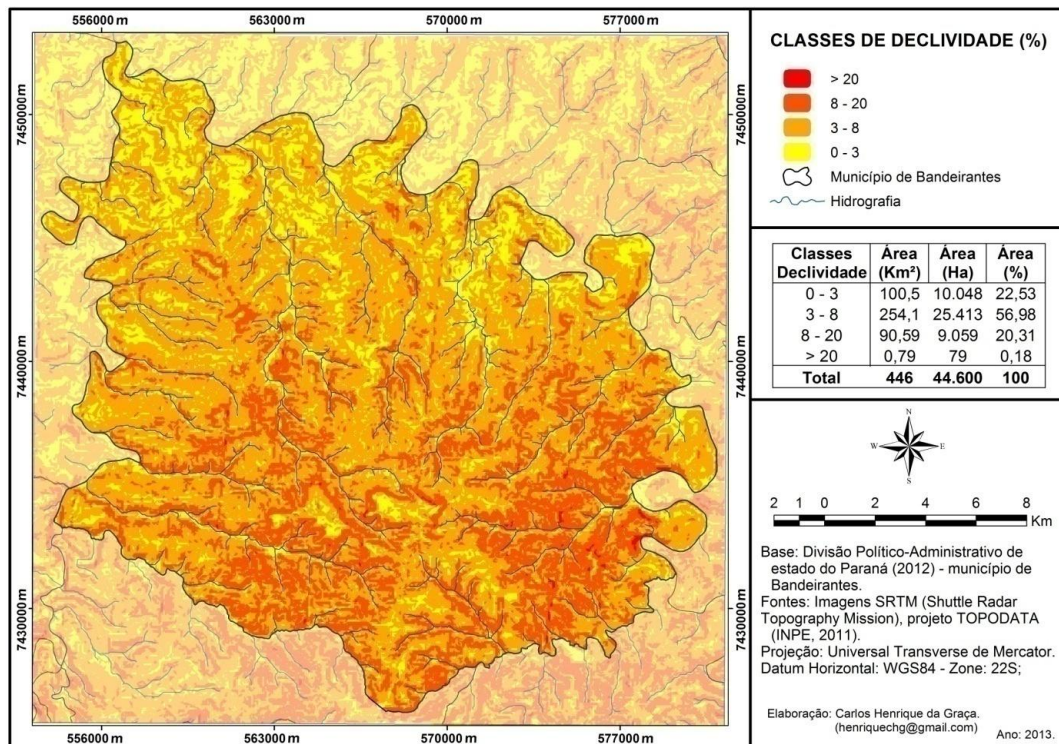 556000 m 563000 m 570000 m 577000 m
7450000m 7450000m
7440000m 7440000m
7430000m 7430000m
556000 m 563000 m 570000 m 577000 m
CLASSES DE DECLIVIDADE (%)
> 20
8 - 20
3 - 8
0 - 3
Município de Bandeirantes
Hidrografia
Classes Área Área Área
Declividade (Km²) (Ha) (%)
0 - 3 100,5 10.048 22,53
3 - 8 254,1 25.413 56,98
8 - 20 90,59 9.059 20,31
> 20 0,79 79 0,18
Total 446 44.600 100
N
W E
S
2 1 0 2 4 6 8
Km
Base: Divisão Político-Administrativo de
estado do Paraná (2012) - município de
Bandeirantes.
Fontes: Imagens SRTM (Shuttle Radar
Topography Mission), projeto TOPODATA
(INPE, 2011).
Projeção: Universal Transverse de Mercator.
Datum Horizontal: WGS84 - Zone: 22S;
Elaboração: Carlos Henrique da Graça.
(henriquechg@gmail.com)
Ano: 2013.